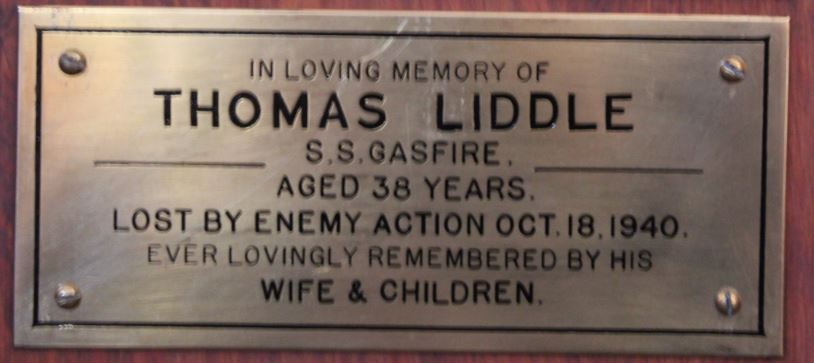 IN LOVING MEMORY OF
THOMAS LIDDLE
S.S. GASFIRE.
AGED 38 YEARS.
LOST BY ENEMY ACTION OCT. 18, 1940.
EVER LOVINGLY REMEMBERED BY HIS
WIFE & CHILDREN.